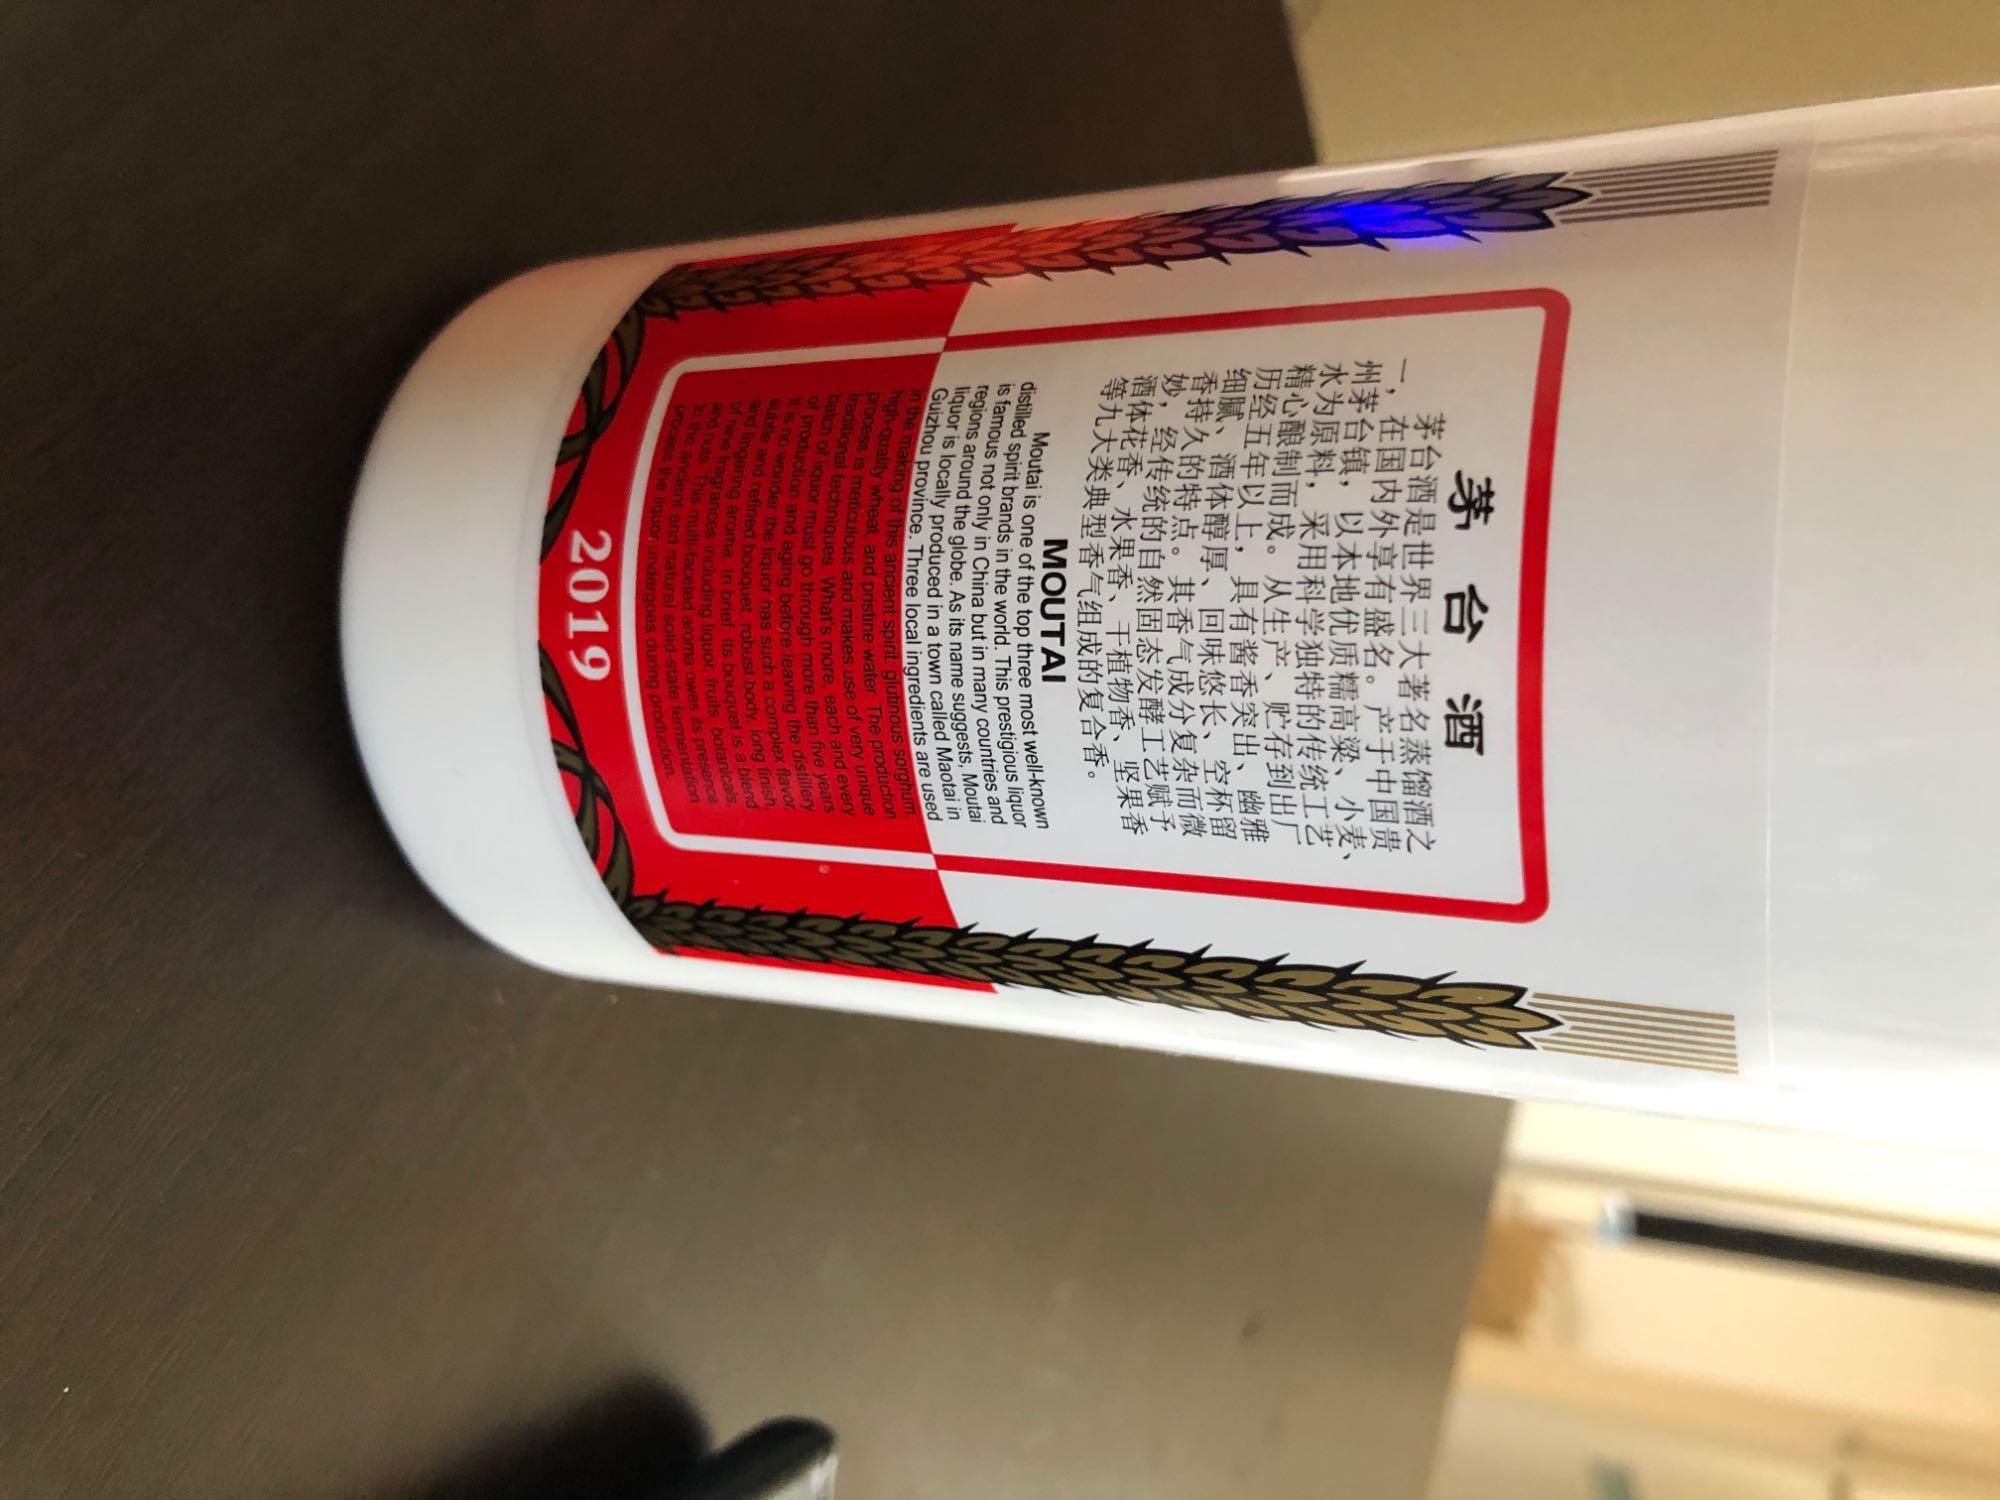 茅台酒
茅台酒是世界三大著名蒸馏酒之
一，在国内外享有盛名。产于中国贵
州茅台镇，以本地优质糯高粱、小麦、
水为原料，采用科学独特的传统工艺
精心酿制而成。从生产、贮存到出厂
历经五年以上，具有酱香突出、幽雅
细腻、酒体醇厚、回味悠长、空杯留
香持久的特点。其香气成分复杂而微
妙，经传统的自然固态发酵工艺赋予
酒体花香、水果香、干植物香、坚果香
等九大类典型香气组成的复合香。
MOUTAI
Moutai is one of the top three most well-known
distilled spirit brands in the world. This prestigious liquor
is famous not only in China but in many countries and
regions around the globe. As its name suggests, Moutai
liquor is locally produced in a town called Maotai in
Guizhou province. Three local ingredients are used
in the making of this ancient spirit: glutinous sorghum,
high-quality wheat, and pristine water. The production
process is meticulous and makes use of very unique
traditional techniques. What's more, each and every
batch of liquor must go through more than five years
of production and aging before leaving the distillery.
It is no wonder the liquor has such a complex flavor,
subtle and refined bouquet, robust body, long finish,
and lingering aroma. In brief, its bouquet is a blend
of nine fragrances including liquor, fruits, botanicals,
and nuts. This multi-faceted aroma owes its presence
to the ancient and natural solid-state fermentation
process the liquor undergoes during production.
2019